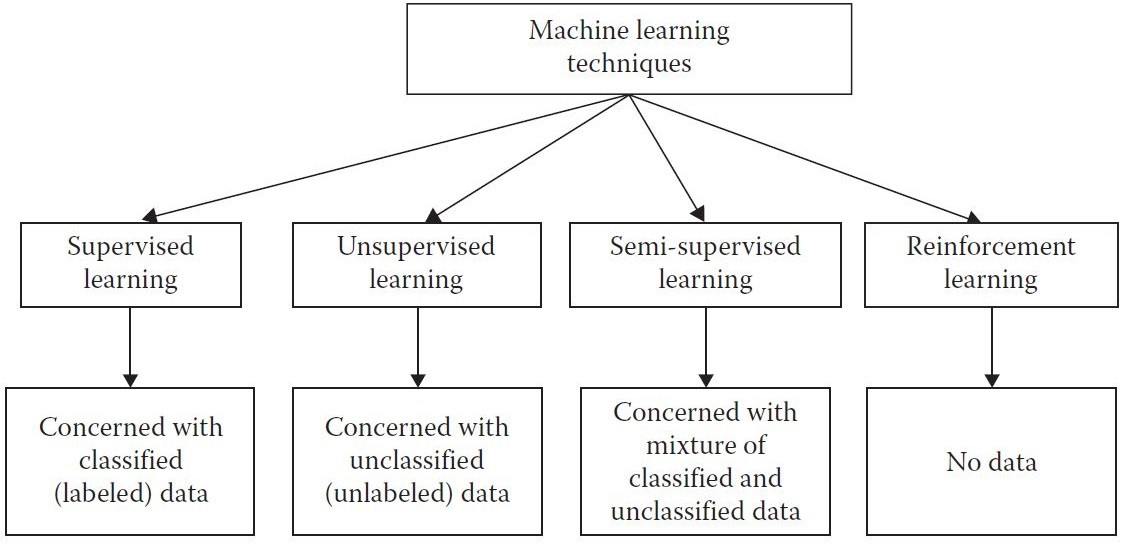 Machine learning
techniques
Supervised
learning
Unsupervised
learning
Semi-supervised
learning
Reinforcement
learning
Concerned with
classified
(labeled) data
Concerned with
unclassified
(unlabeled) data
Concerned with
mixture of
classified and
unclassified data
No data